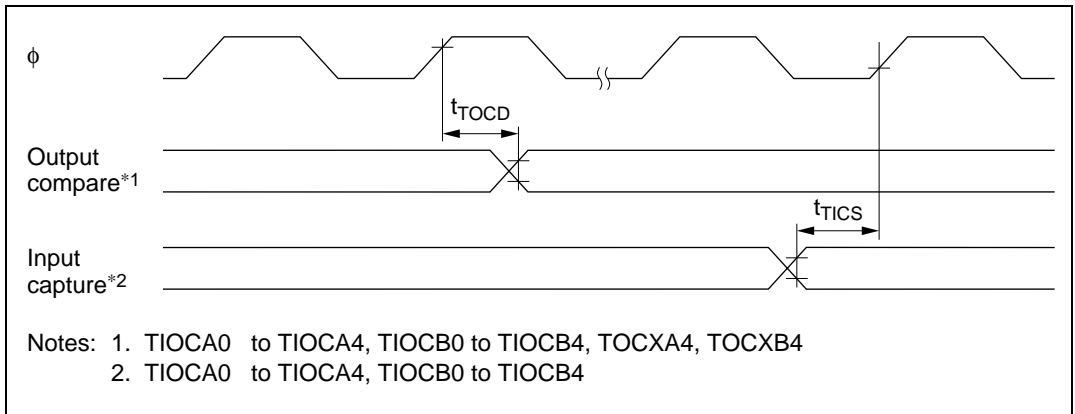 ϕ
tTOCD
Output
compare*1
tTICS
Input
capture*2
Notes: 1. TIOCA0 to TIOCA4, TIOCB0 to TIOCB4, TOCXA4, TOCXB4
2. TIOCA0 to TIOCA4, TIOCB0 to TIOCB4